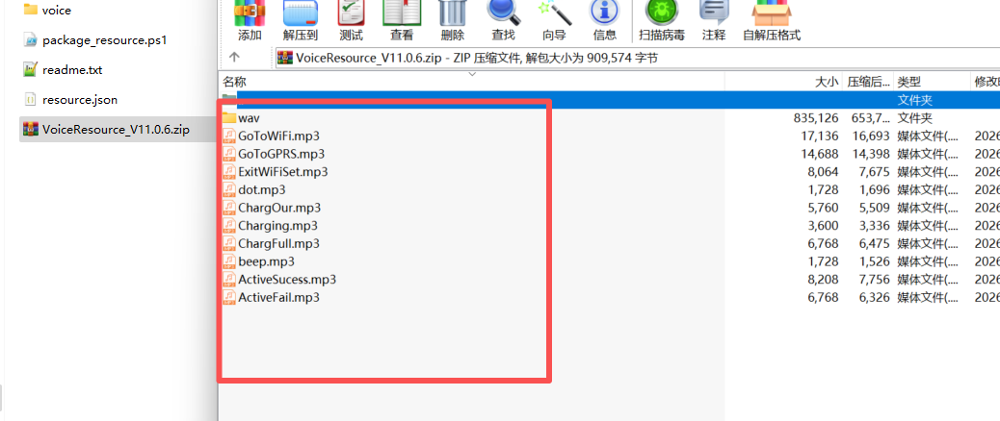 voice
package_resource.ps1
readme.txt
resource.json
VoiceResource_V11.0.6.zip
添加 解压到 测试 查看 删除 查找 向导 信息 扫描病毒 注释 自解压格式
VoiceResource_V11.0.6.zip - ZIP 压缩文件, 解包大小为 909,574 字节
名称 大小 压缩后... 类型 修改
文件夹
wav 835,126 653,7... 文件夹
GoToWiFi.mp3 17,136 16,693 媒体文件(.... 2026
GoToGPRS.mp3 14,688 14,398 媒体文件(.... 2026
ExitWiFiSet.mp3 8,064 7,675 媒体文件(.... 2026
dot.mp3 1,728 1,696 媒体文件(.... 2026
ChargOur.mp3 5,760 5,509 媒体文件(.... 2026
Charging.mp3 3,600 3,336 媒体文件(.... 2026
ChargFull.mp3 6,768 6,475 媒体文件(.... 2026
beep.mp3 1,728 1,526 媒体文件(.... 2026
ActiveSucess.mp3 8,208 7,756 媒体文件(.... 2026
ActiveFail.mp3 6,768 6,326 媒体文件(.... 2026